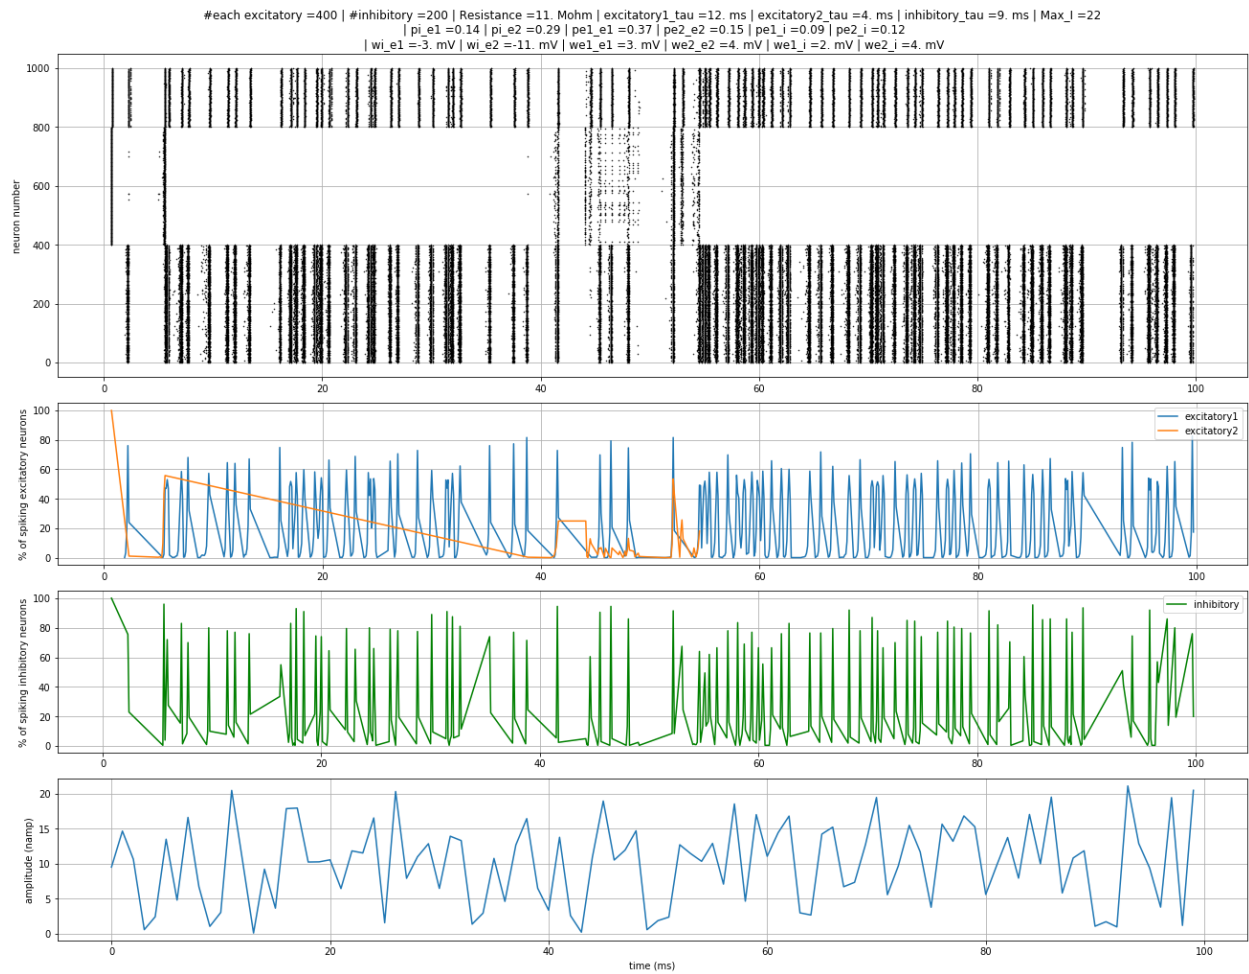 #each excitatory =400 | #inhibitory =200 | Resistance =11. Mohm | excitatory1_tau =12. ms | excitatory2_tau =4. ms | inhibitory_tau =9. ms | Max_I =22
| pi_e1 =0.14 | pi_e2 =0.29 | pe1_e1 =0.37 | pe2_e2 =0.15 | pe1_i =0.09 | pe2_i =0.12
| wi_e1 =-3. mV | wi_e2 =-11. mV | we1_e1 =3. mV | we2_e2 =4. mV | we1_i =2. mV | we2_i =4. mV
neuron number
1000
800
600
400
200
0
0 20 40 60 80 100
% of spiking excitatory neurons
100
80
60
40
20
0
excitatory1
excitatory2
0 20 40 60 80 100
% of spiking inhibitory neurons
100
80
60
40
20
0
inhibitory
0 20 40 60 80 100
amplitude (namp)
20
15
10
5
0
0 20 40 60 80 100
time (ms)